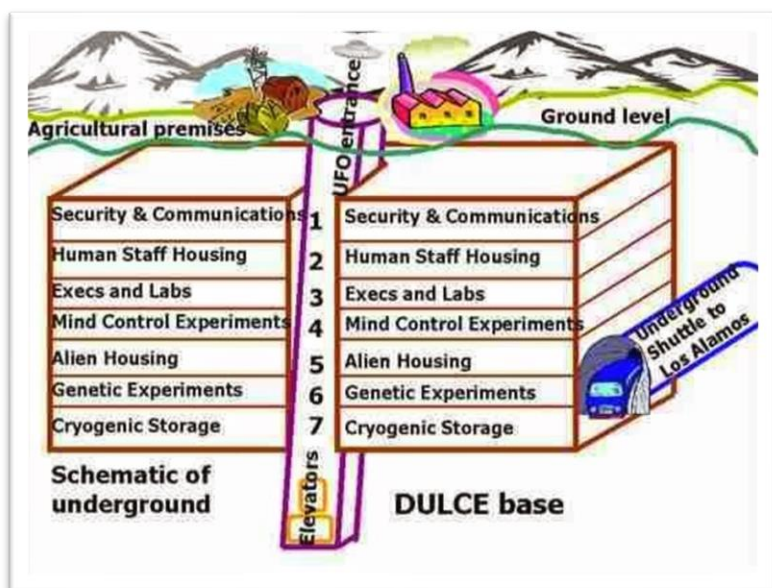 UFO entrance
Agricultural premises
Ground level
Security & Communications
1
Security & Communications
Human Staff Housing
2
Human Staff Housing
Execs and Labs
3
Execs and Labs
Mind Control Experiments
4
Mind Control Experiments
Alien Housing
5
Alien Housing
Genetic Experiments
6
Genetic Experiments
Cryogenic Storage
7
Cryogenic Storage
Underground
Shuttle to
Los Alamos
Elevators
Schematic of
underground
DULCE base